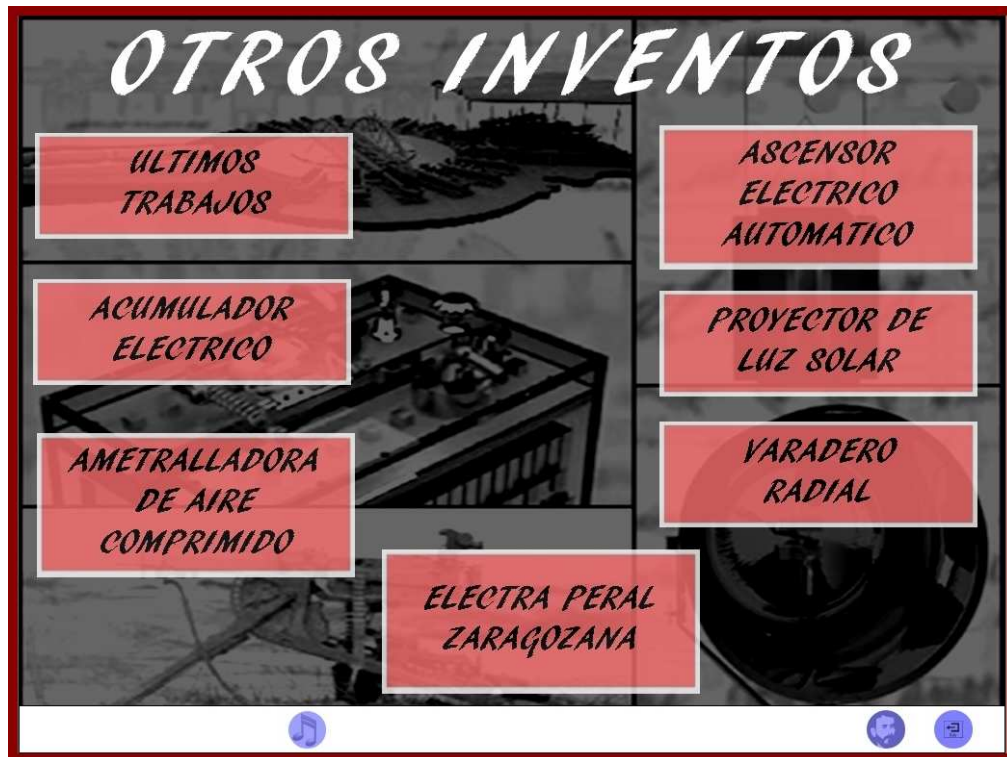 OTROS INVENTOS
ULTIMOS
TRABAJOS
ACUMULADOR
ELECTRICO
AMETRALLADORA
DE AIRE
COMPRIMIDO
ELECTRA PERAL
ZARAGOZANA
ASCENSOR
ELECTRICO
AUTOMATICO
PROYECTOR DE
LUZ SOLAR
VARADERO
RADIAL